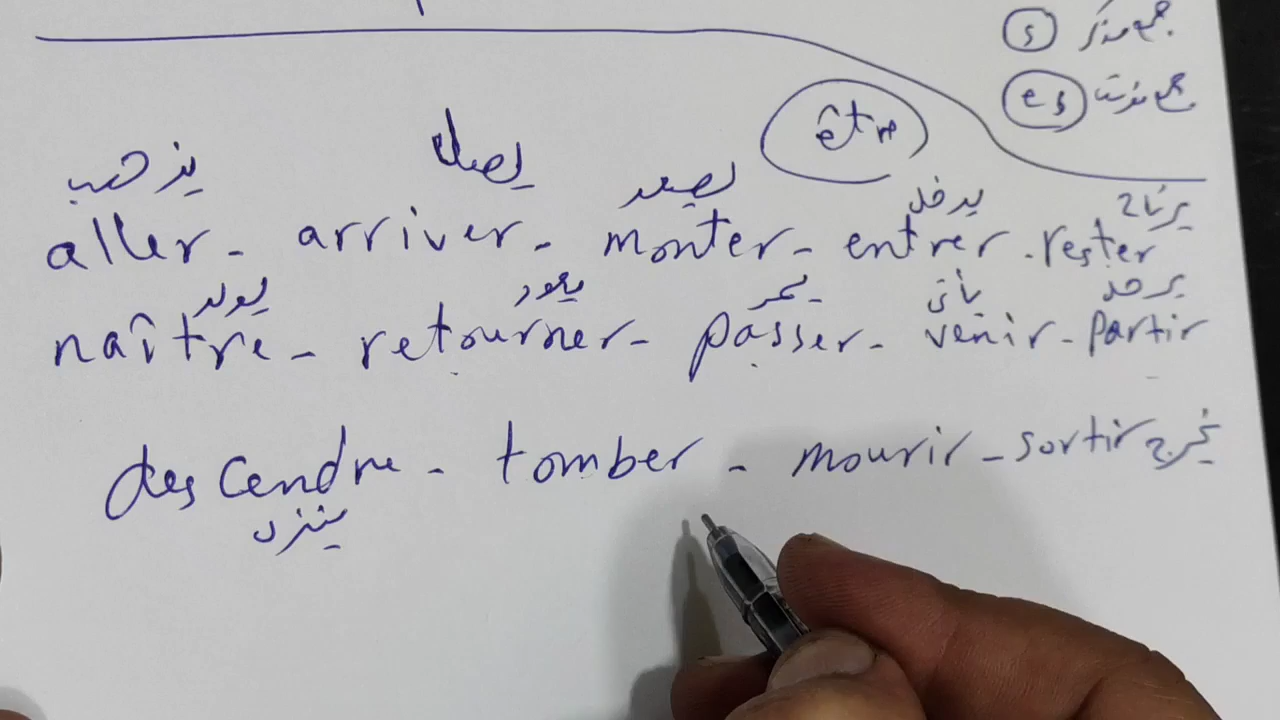 جمع مذكر s
جمع مؤنث es
être
يذهب يصل يصعد يدخل يرتاح
aller - arriver - monter - entrer - rester
يولد يعود يمر يأتي يرحل
naître - retourner - passer - venir - partir
descendre - tomber - mourir - sortir يخرج
ينزل